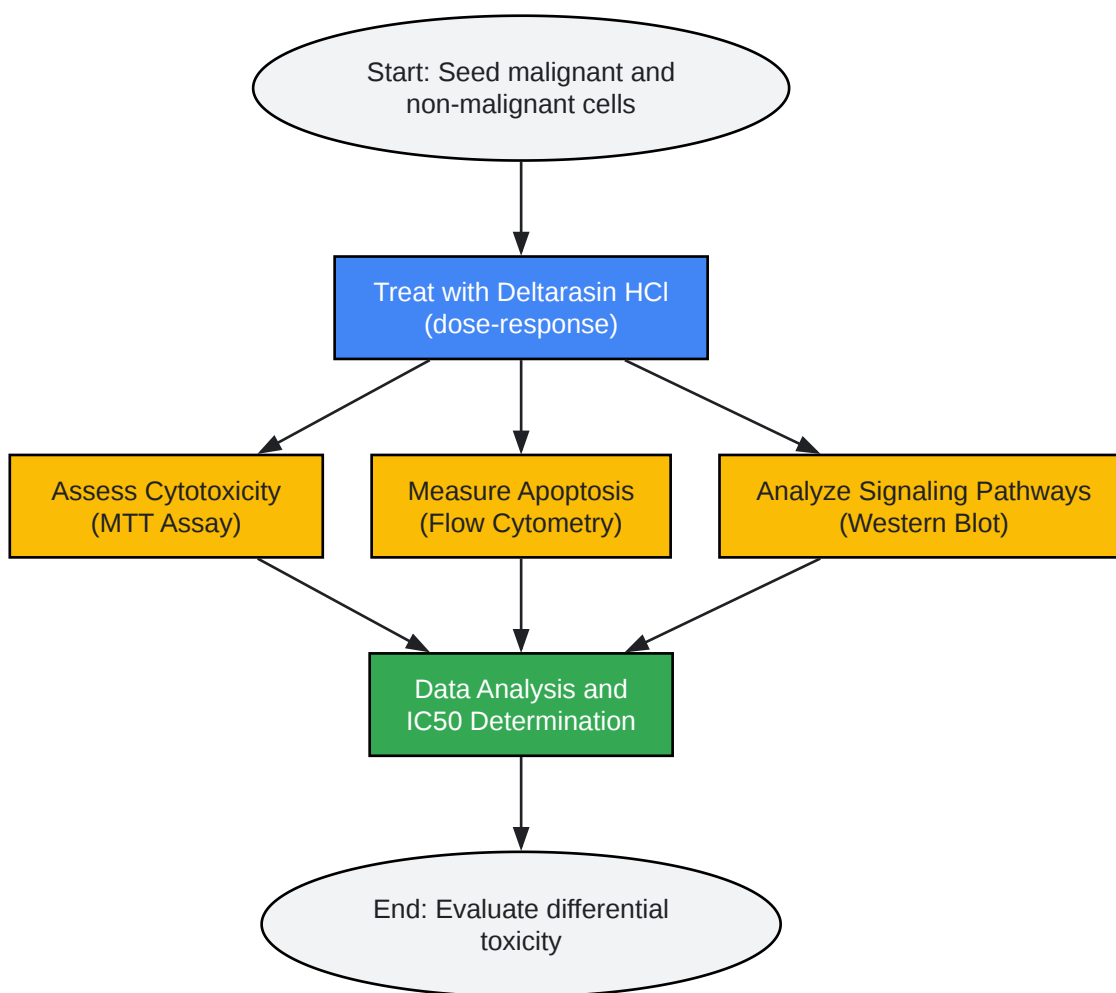 Start: Seed malignant and
non-malignant cells
Treat with Deltarasin HCl
(dose-response)
Assess Cytotoxicity
(MTT Assay)
Measure Apoptosis
(Flow Cytometry)
Analyze Signaling Pathways
(Western Blot)
Data Analysis and
IC50 Determination
End: Evaluate differential
toxicity